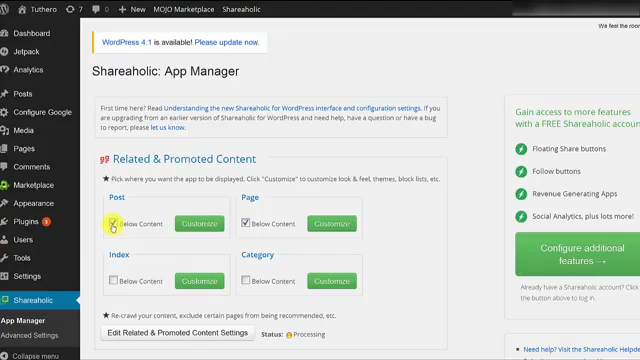 Tuthero 7 0 + New MOJO Marketplace Shareaholic
Dashboard
Jetpack
Analytics
Posts
Configure Google
Media
Pages
Comments
Marketplace
Appearance
Plugins 3
Users
Tools
Settings
Shareaholic
App Manager
Advanced Settings
Collapse menu
We feel the room
WordPress 4.1 is available! Please update now.
Shareaholic: App Manager
First time here? Read Understanding the new Shareaholic for WordPress interface and configuration settings. If you
are upgrading from an earlier version of Shareaholic for WordPress and need help, have a question or have a bug
to report, please let us know.
Related & Promoted Content
Pick where you want the app to be displayed. Click "Customize" to customize look & feel, themes, block lists, etc.
Post
Below Content Customize
Page
Below Content Customize
Index
Below Content Customize
Category
Below Content Customize
Re-crawl your content, exclude certain pages from being recommended, etc.
Edit Related & Promoted Content Settings Status: Processing
Gain access to more features
with a FREE Shareaholic account
Floating Share buttons
Follow buttons
Revenue Generating Apps
Social Analytics, plus lots more!
Configure additional
features →
Already have a Shareaholic account? Click
the button above to log in.
Need help? Visit the Shareaholic Helpde